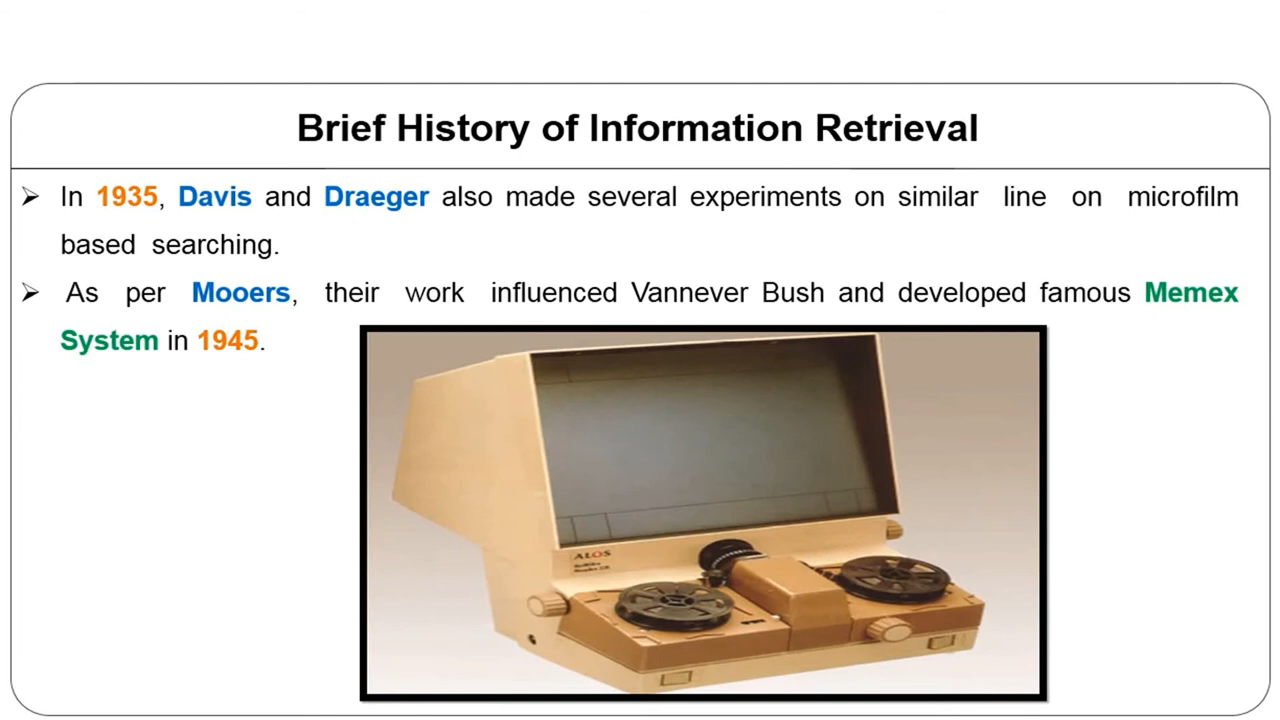 Brief History of Information Retrieval
➢ In 1935, Davis and Draeger also made several experiments on similar line on microfilm
based searching.
➢ As per Mooers, their work influenced Vannever Bush and developed famous Memex
System in 1945.
ALOS